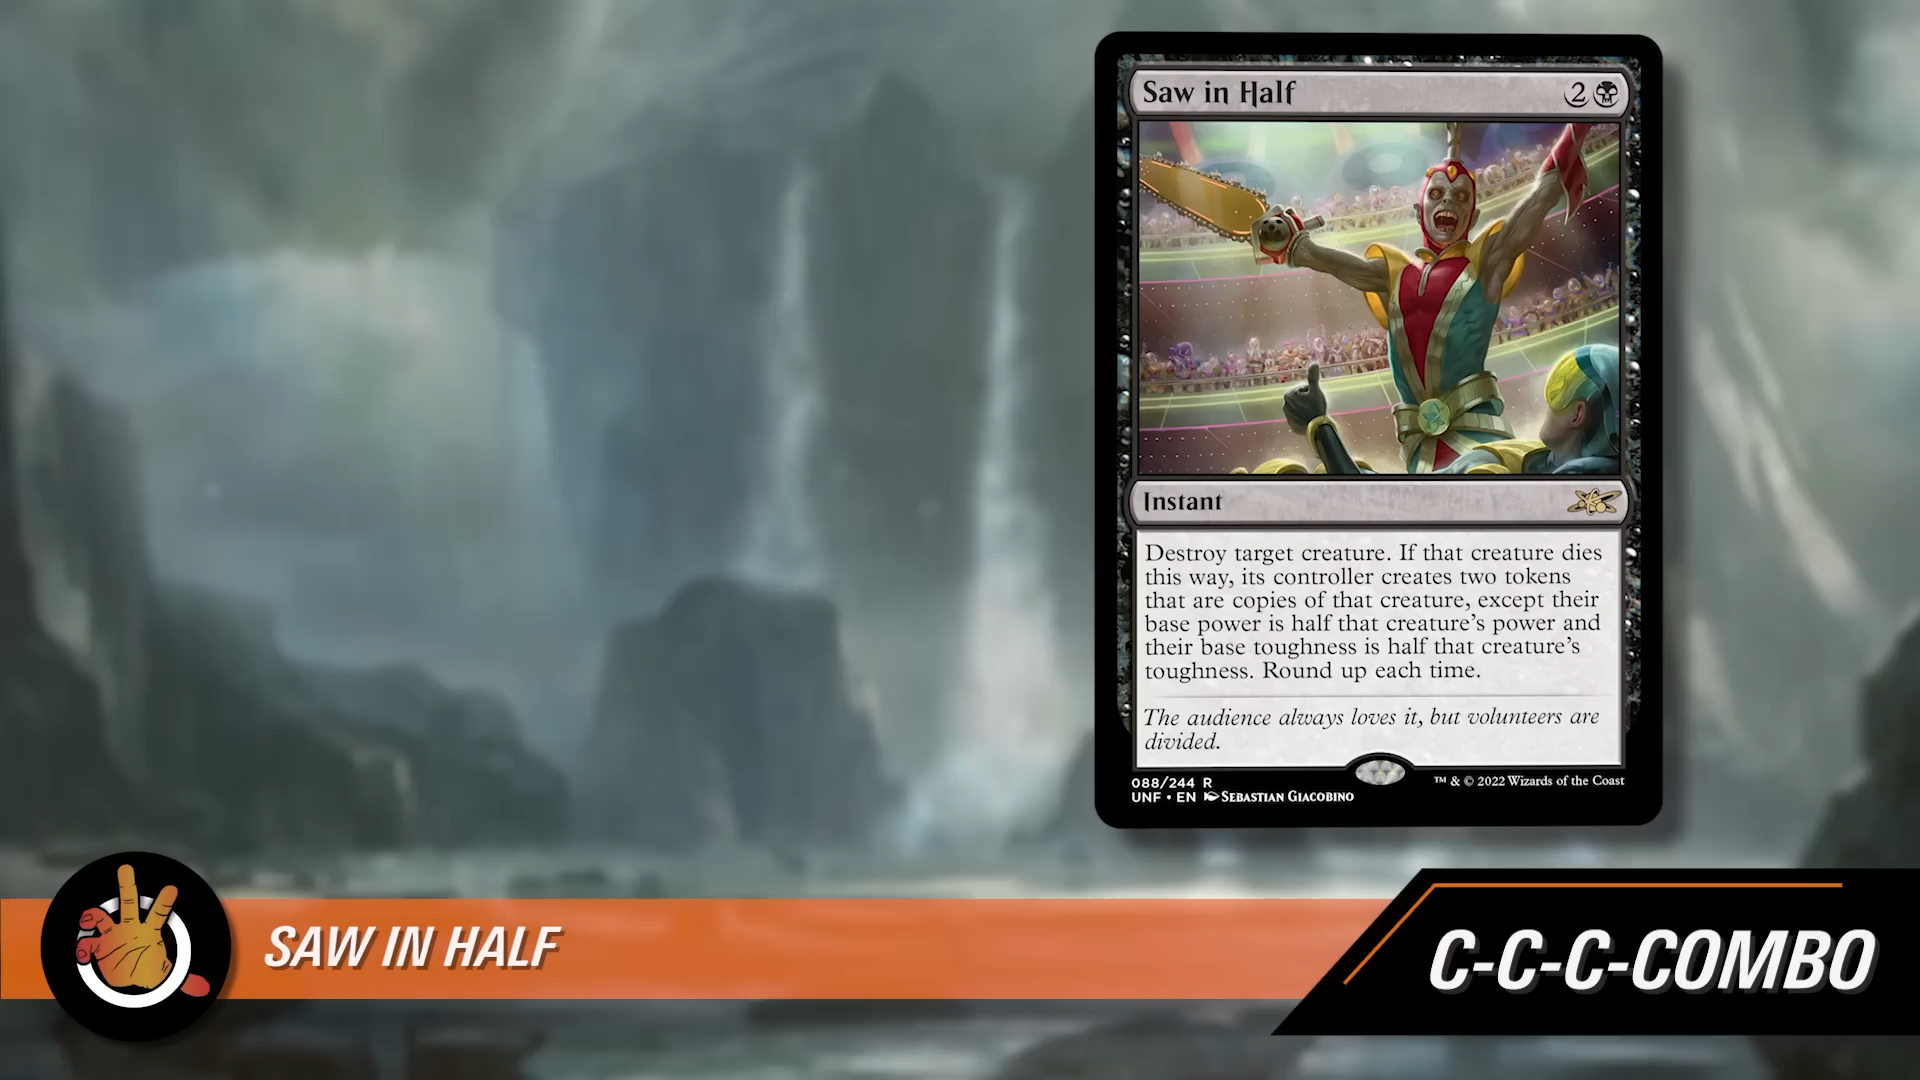 Saw in Half 2
Instant
Destroy target creature. If that creature dies
this way, its controller creates two tokens
that are copies of that creature, except their
base power is half that creature's power and
their base toughness is half that creature's
toughness. Round up each time.
The audience always loves it, but volunteers are
divided.
088/244 R
UNF • EN SEBASTIAN GIACOBINO
™ & © 2022 Wizards of the Coast
SAW IN HALF
C-C-C-COMBO